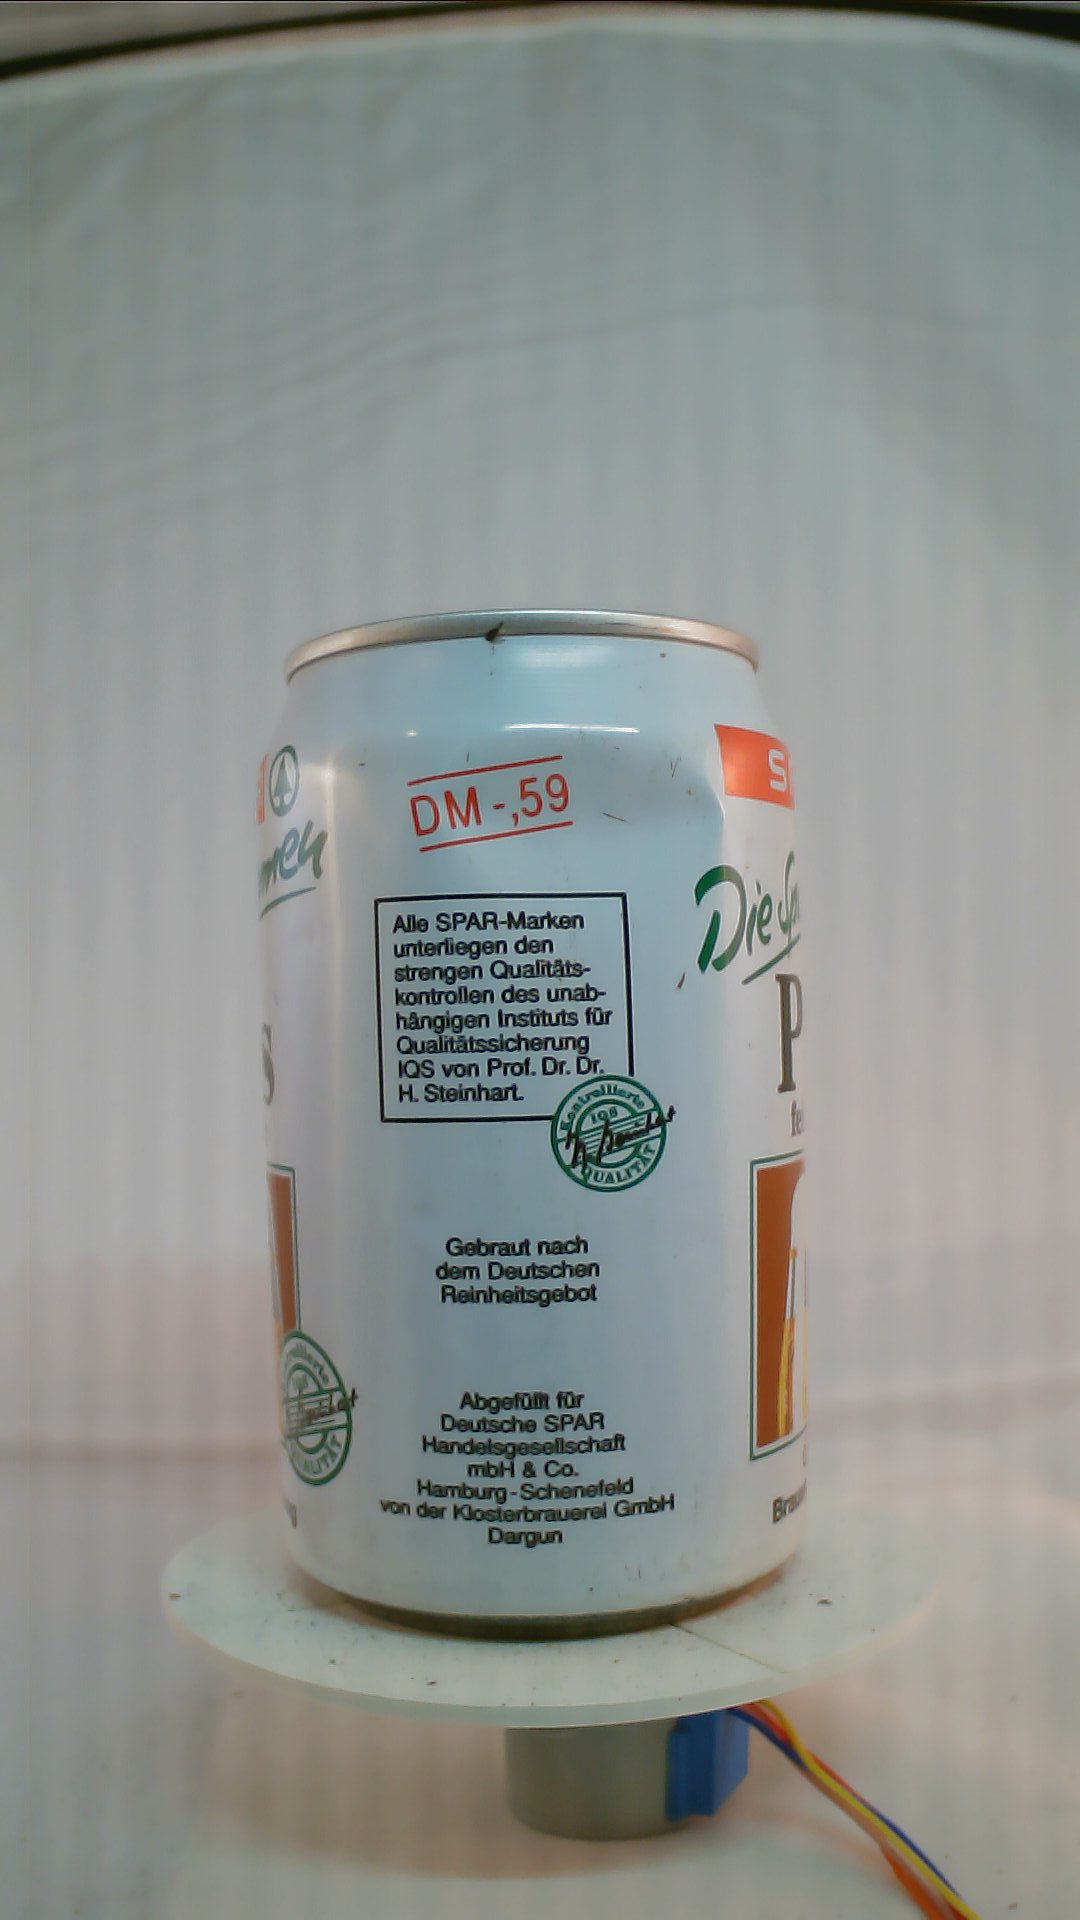 DM -,59
Alle SPAR-Marken
unterliegen den
strengen Qualitäts-
kontrollen des unab-
hängigen Instituts für
Qualitätssicherung
IQS von Prof. Dr. Dr.
H. Steinhart.
Kontrollierte
IQS
QUALITÄT
Gebraut nach
dem Deutschen
Reinheitsgebot
Abgefüllt für
Deutsche SPAR
Handelsgesellschaft
mbH & Co.
Hamburg-Schenefeld
von der Klosterbrauerei GmbH
Dargun
Die